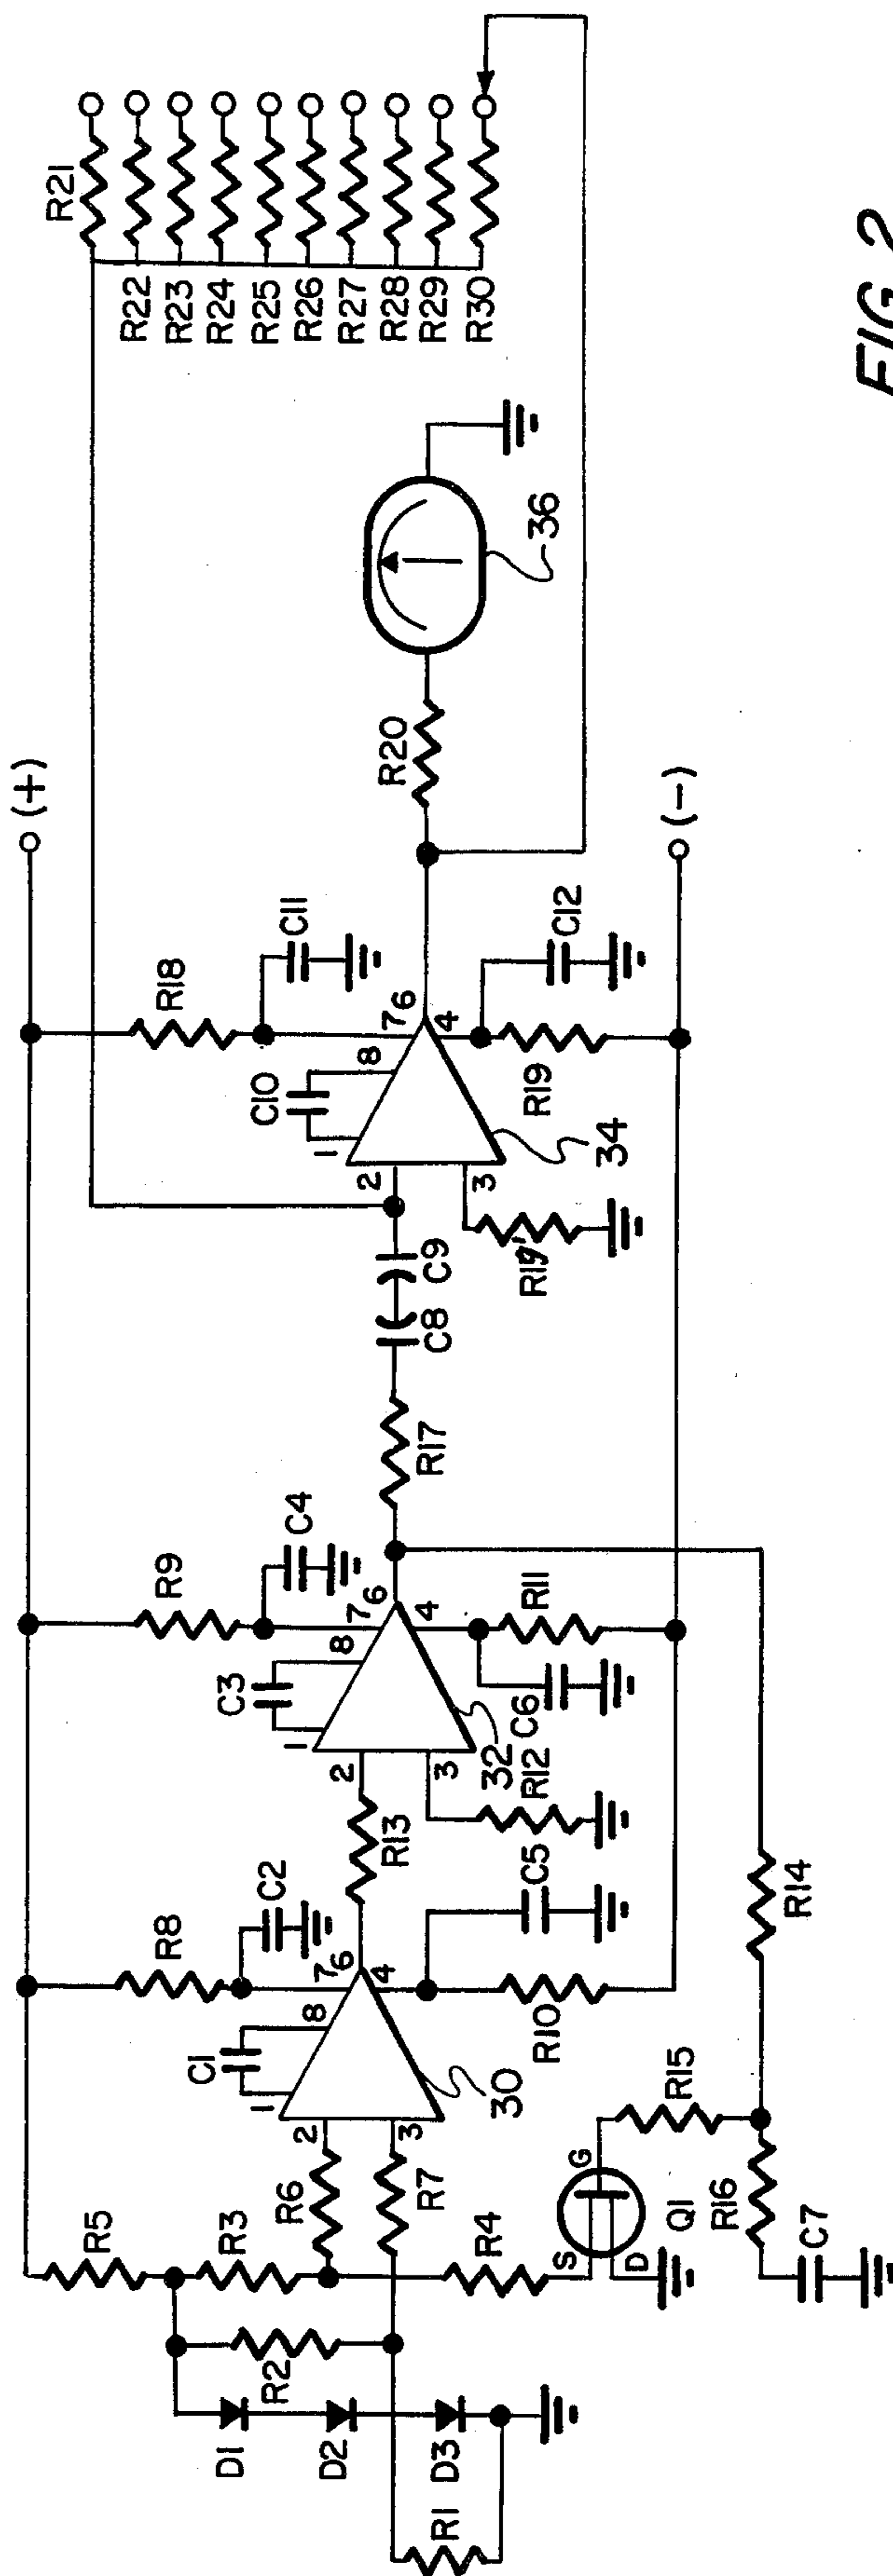 (+)
R5
R8
C2
R9
C4
R18
C11
R21
R22
R23
R24
R25
R26
R27
R28
R29
R30
C1
1
8
7
6
2
3
4
30
C3
1
8
7
6
2
3
4
32
C10
1
8
7
6
2
3
4
34
D1
D2
D3
R2
R3
R6
R7
R1
R4
R13
R17
C8
C9
R20
36
S
G
D
Q1
R10
C5
R12
C6
R11
R19'
R19
C12
(-)
R15
R16
C7
R14
FIG. 2